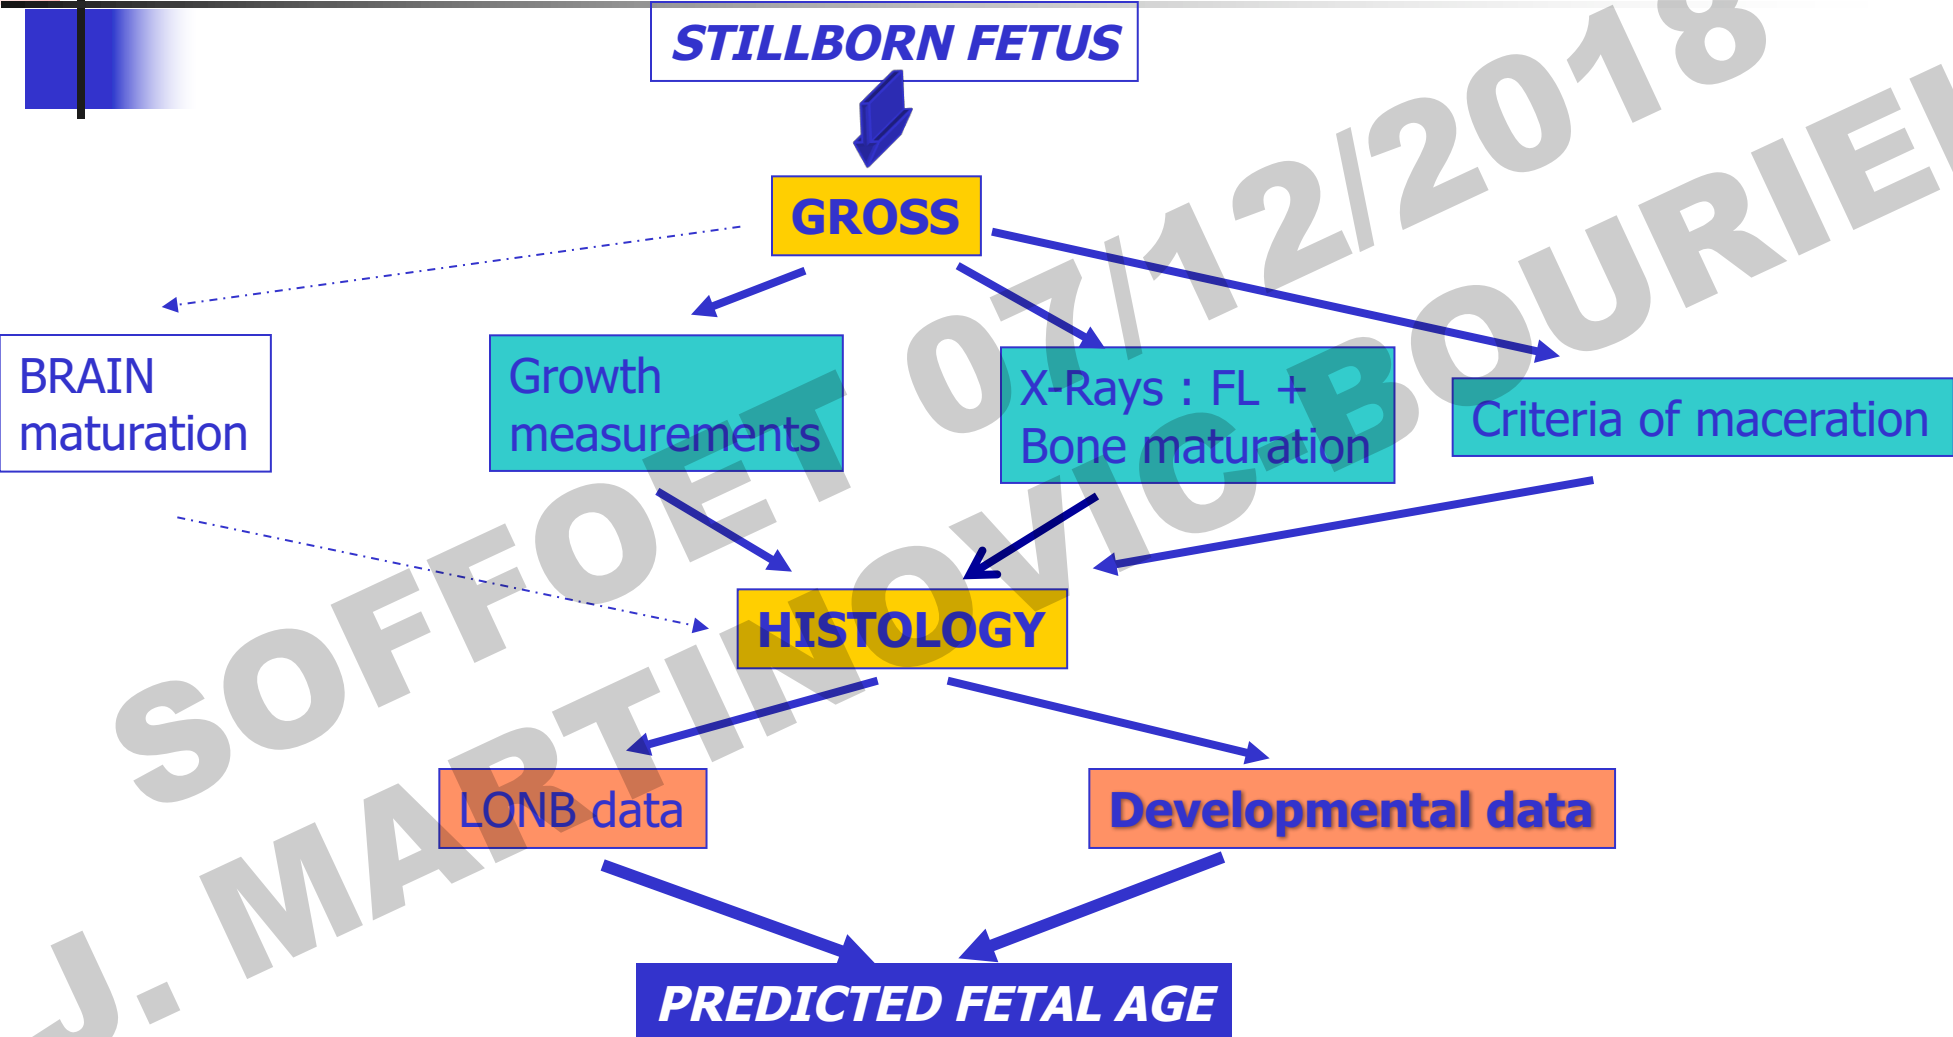 STILLBORN FETUS
GROSS
BRAIN
maturation
Growth
measurements
X-Rays : FL +
Bone maturation
Criteria of maceration
HISTOLOGY
LONB data
Developmental data
PREDICTED FETAL AGE
SOFFOET 07/12/2018
J. MARTINOVIC-BOURIEL